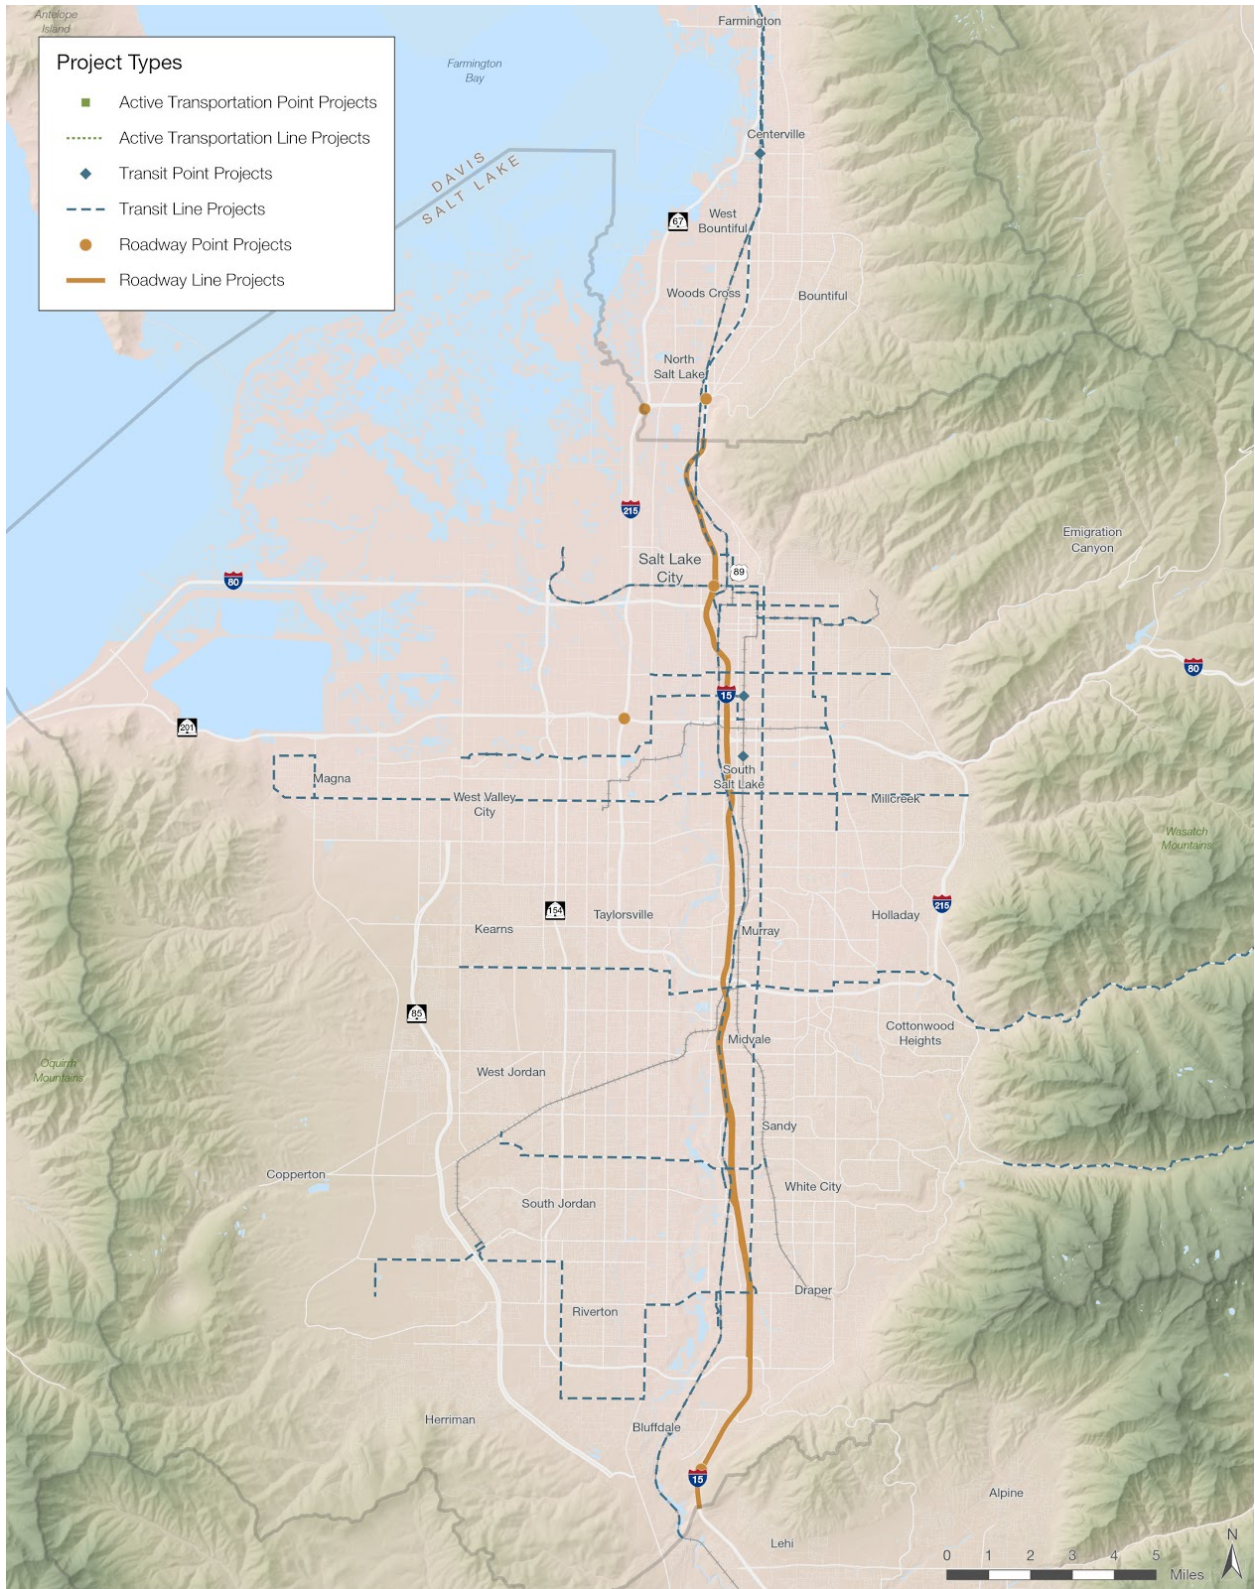 Antelope
Island
Farmington
Farmington
Bay
Project Types
Active Transportation Point Projects
Active Transportation Line Projects
Transit Point Projects
Transit Line Projects
Roadway Point Projects
Roadway Line Projects
Centerville
DAVIS
SALT LAKE
67
West
Bountiful
Woods Cross
Bountiful
North
Salt Lake
215
Emigration
Canyon
Salt Lake
City
89
80
80
15
201
Magna
South
Salt Lake
West Valley
City
Millcreek
Wasatch
Mountains
215
154
Taylorsville
Holladay
Kearns
Murray
85
Cottonwood
Heights
Midvale
Oquirrh
Mountains
West Jordan
Sandy
Copperton
White City
South Jordan
Draper
Riverton
Herriman
Bluffdale
15
Alpine
Lehi
N
0 1 2 3 4 5
Miles